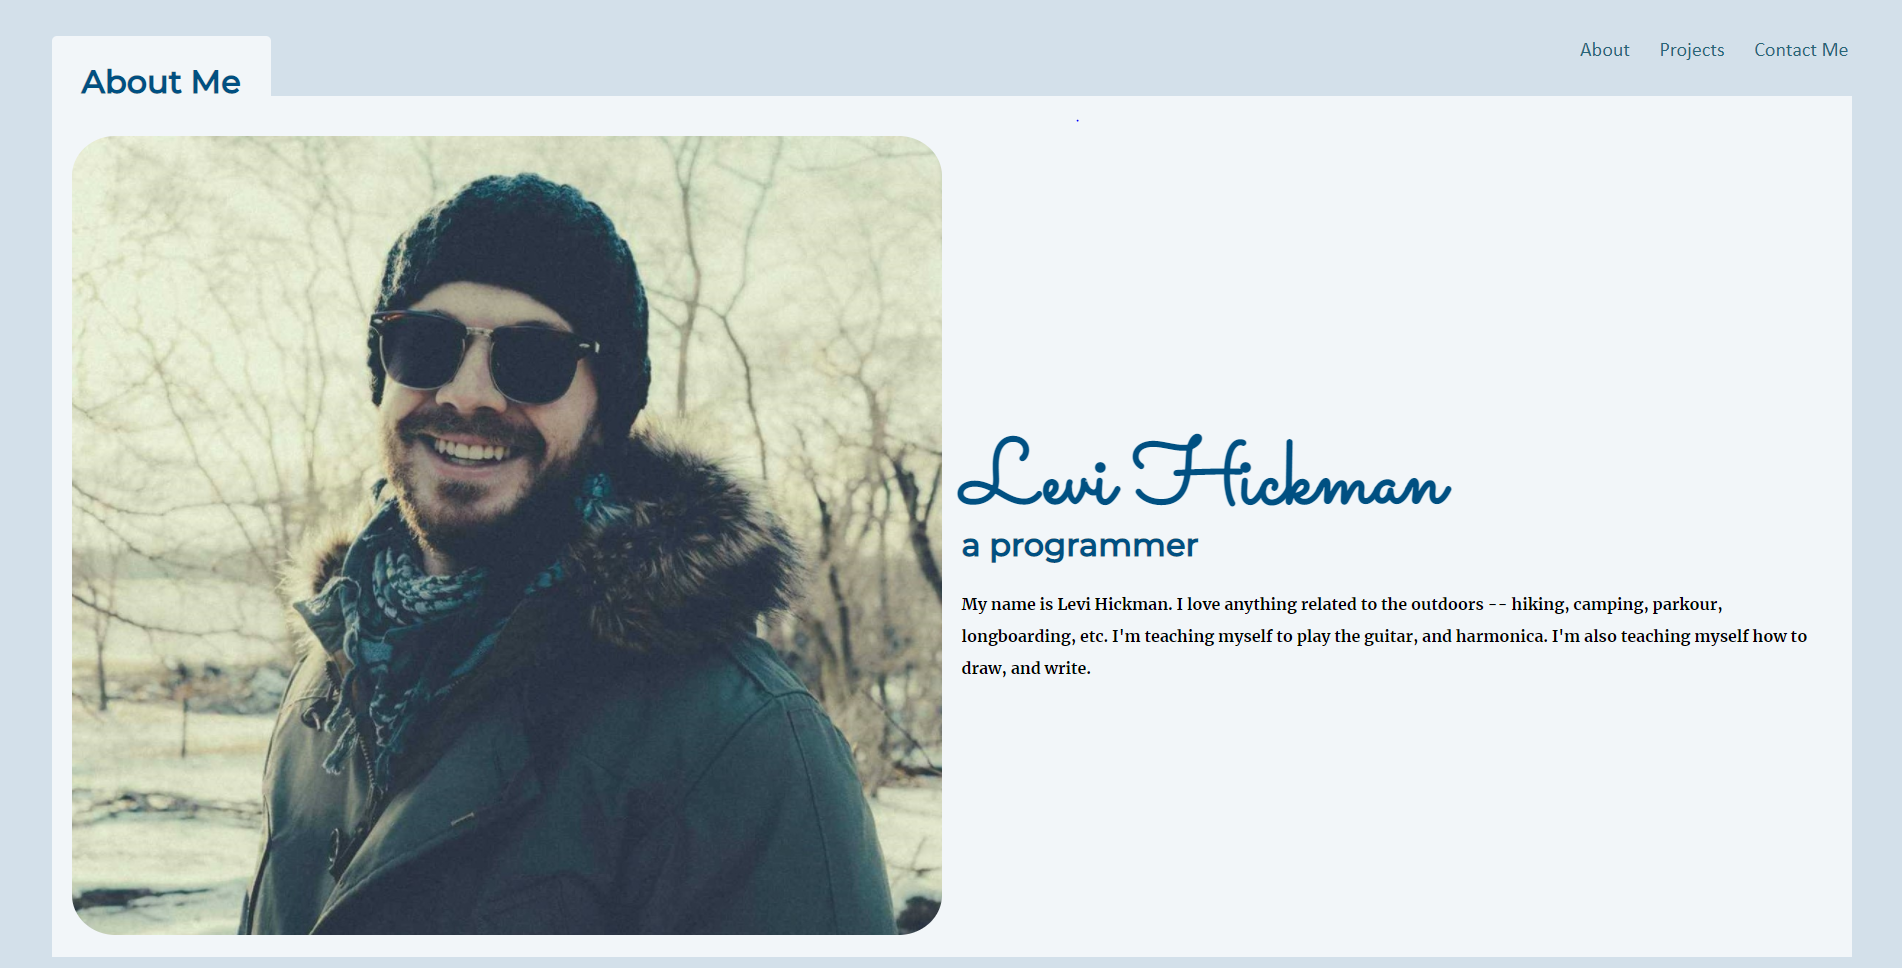 About Projects Contact Me
About Me
Levi Hickman
a programmer
My name is Levi Hickman. I love anything related to the outdoors -- hiking, camping, parkour,
longboarding, etc. I'm teaching myself to play the guitar, and harmonica. I'm also teaching myself how to
draw, and write.